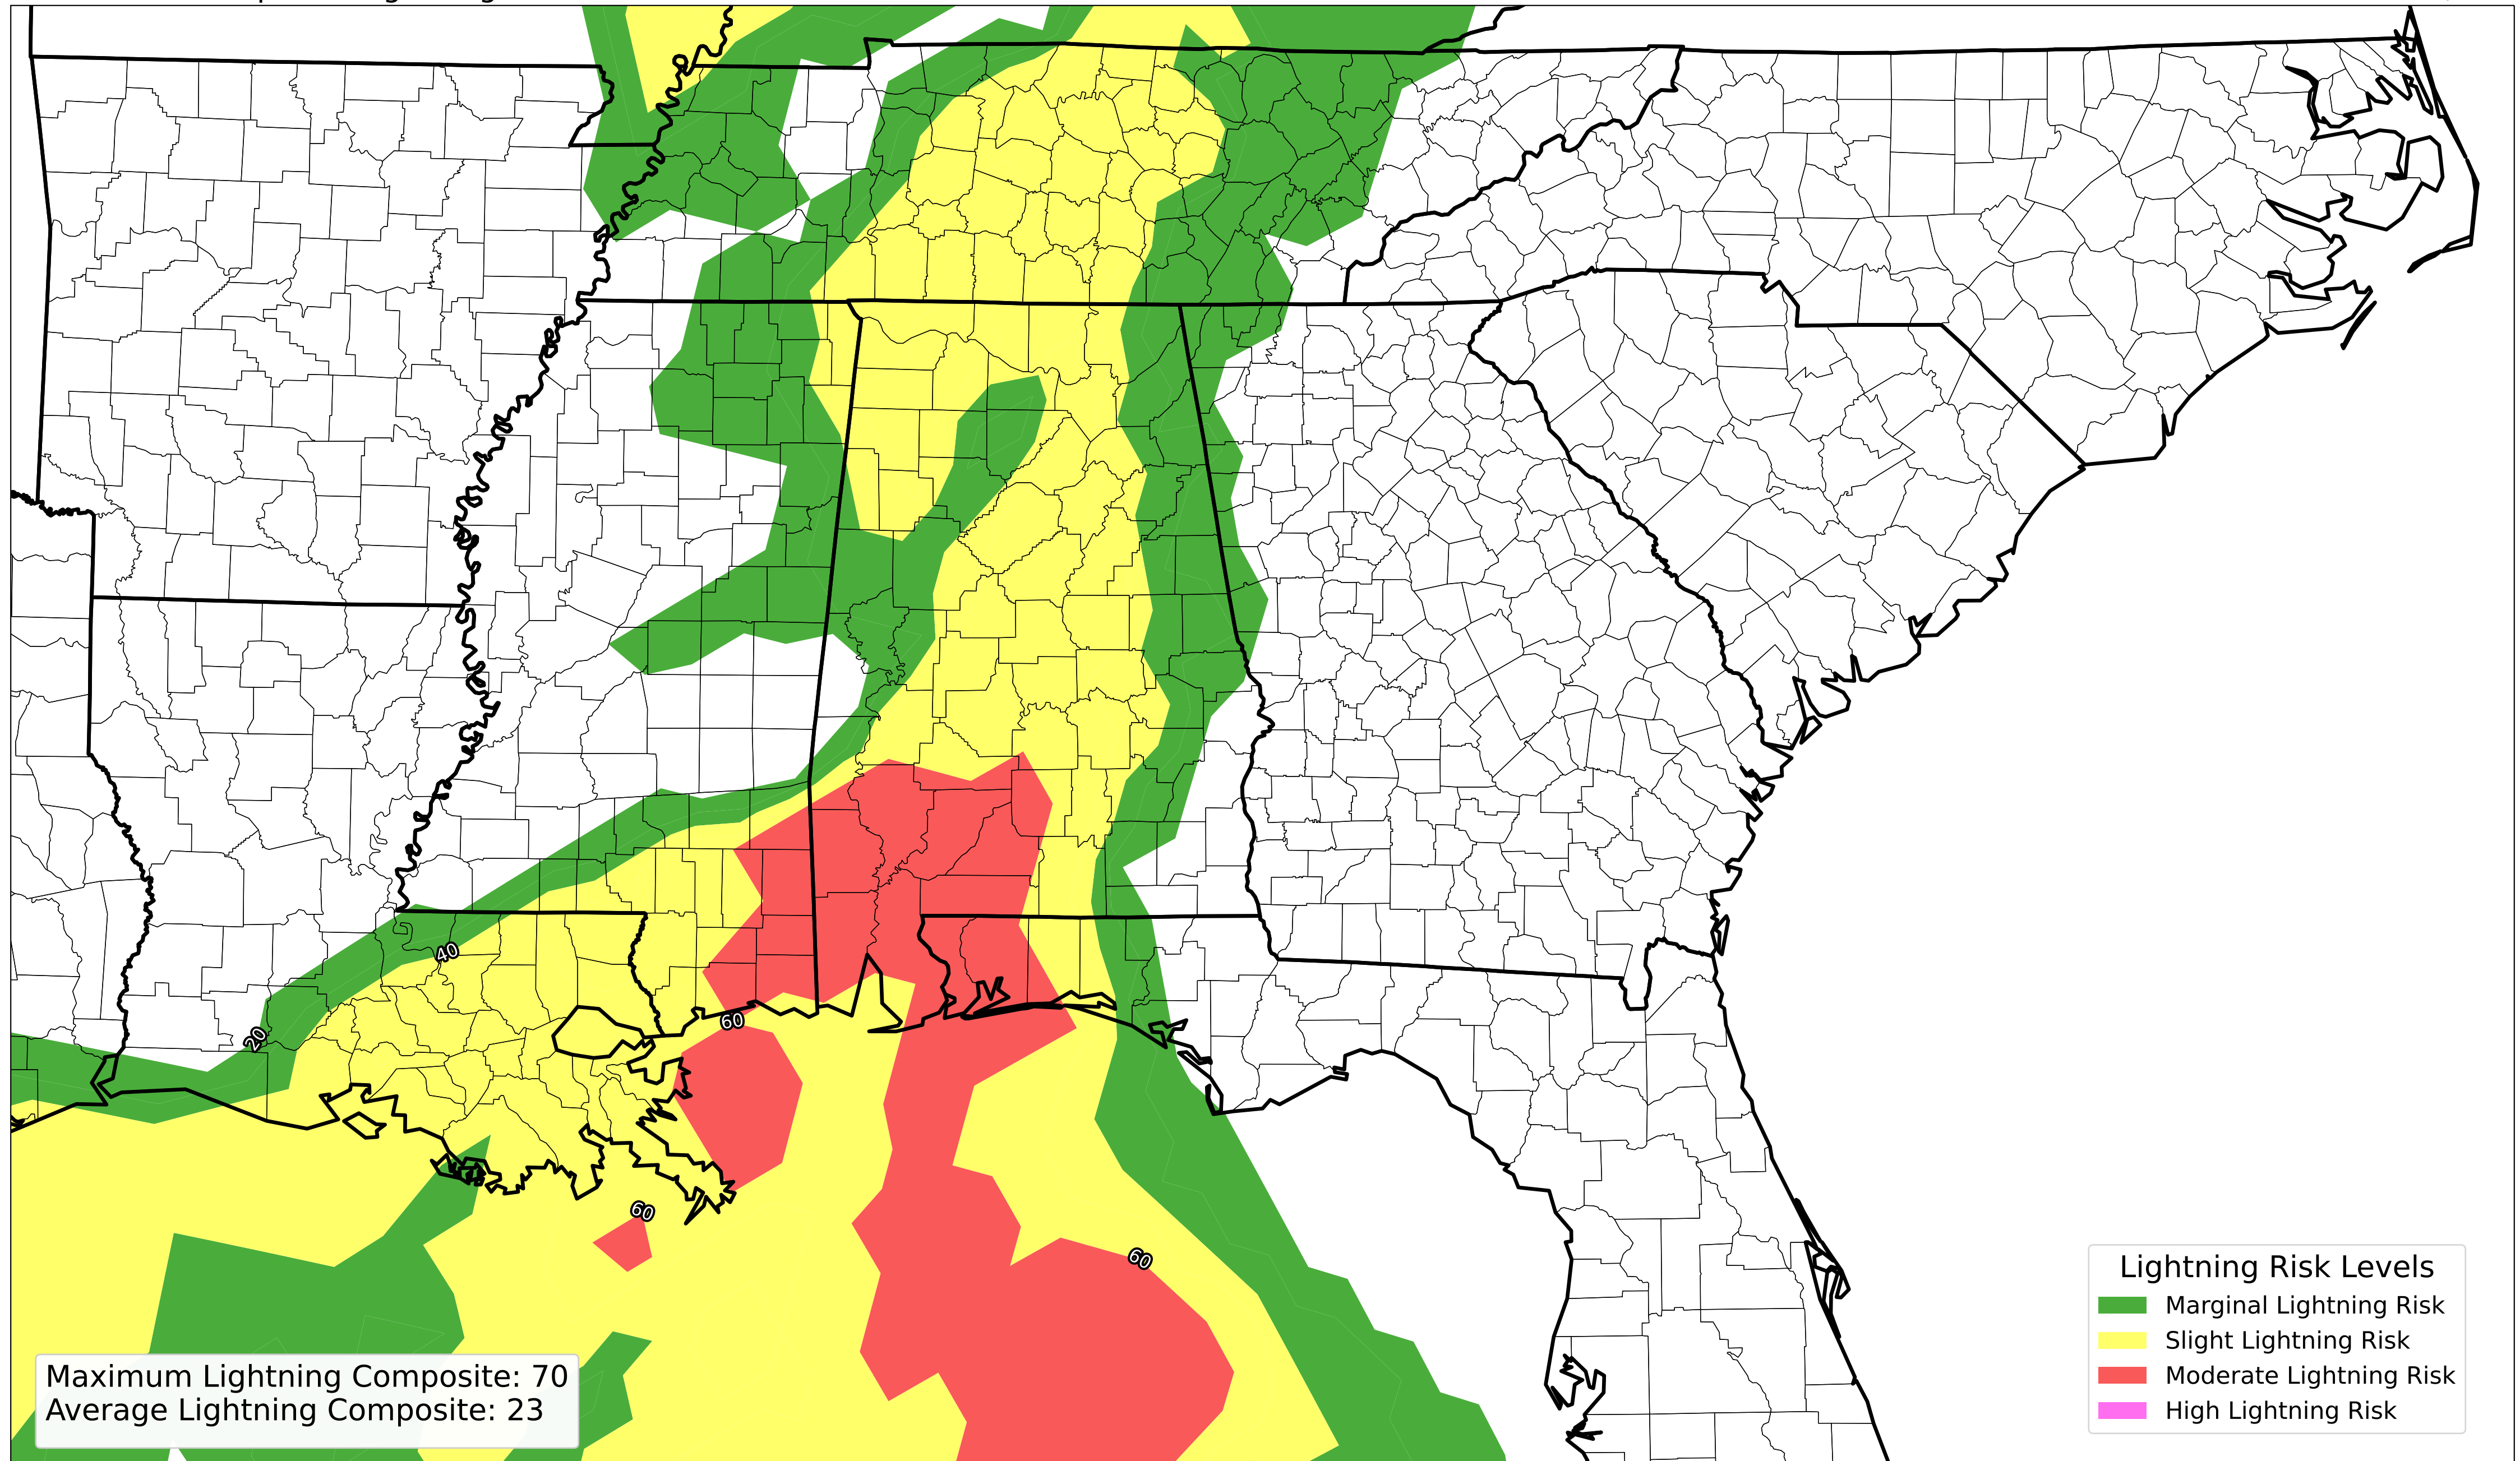 40
20
60
60
60
Lightning Risk Levels
Marginal Lightning Risk
Slight Lightning Risk
Moderate Lightning Risk
High Lightning Risk
Maximum Lightning Composite: 70
Average Lightning Composite: 23